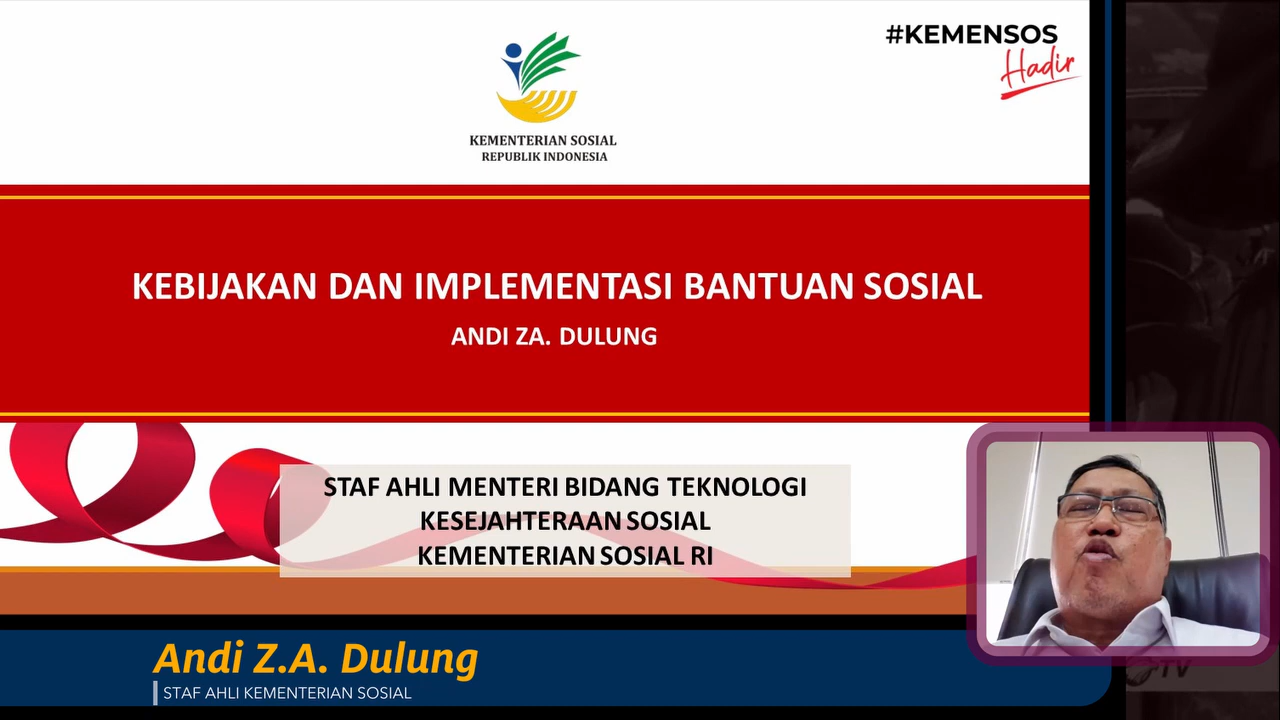 #KEMENSOS
Hadir
KEMENTERIAN SOSIAL
REPUBLIK INDONESIA
KEBIJAKAN DAN IMPLEMENTASI BANTUAN SOSIAL
ANDI ZA. DULUNG
STAF AHLI MENTERI BIDANG TEKNOLOGI
KESEJAHTERAAN SOSIAL
KEMENTERIAN SOSIAL RI
Andi Z.A. Dulung
STAF AHLI KEMENTERIAN SOSIAL
TV